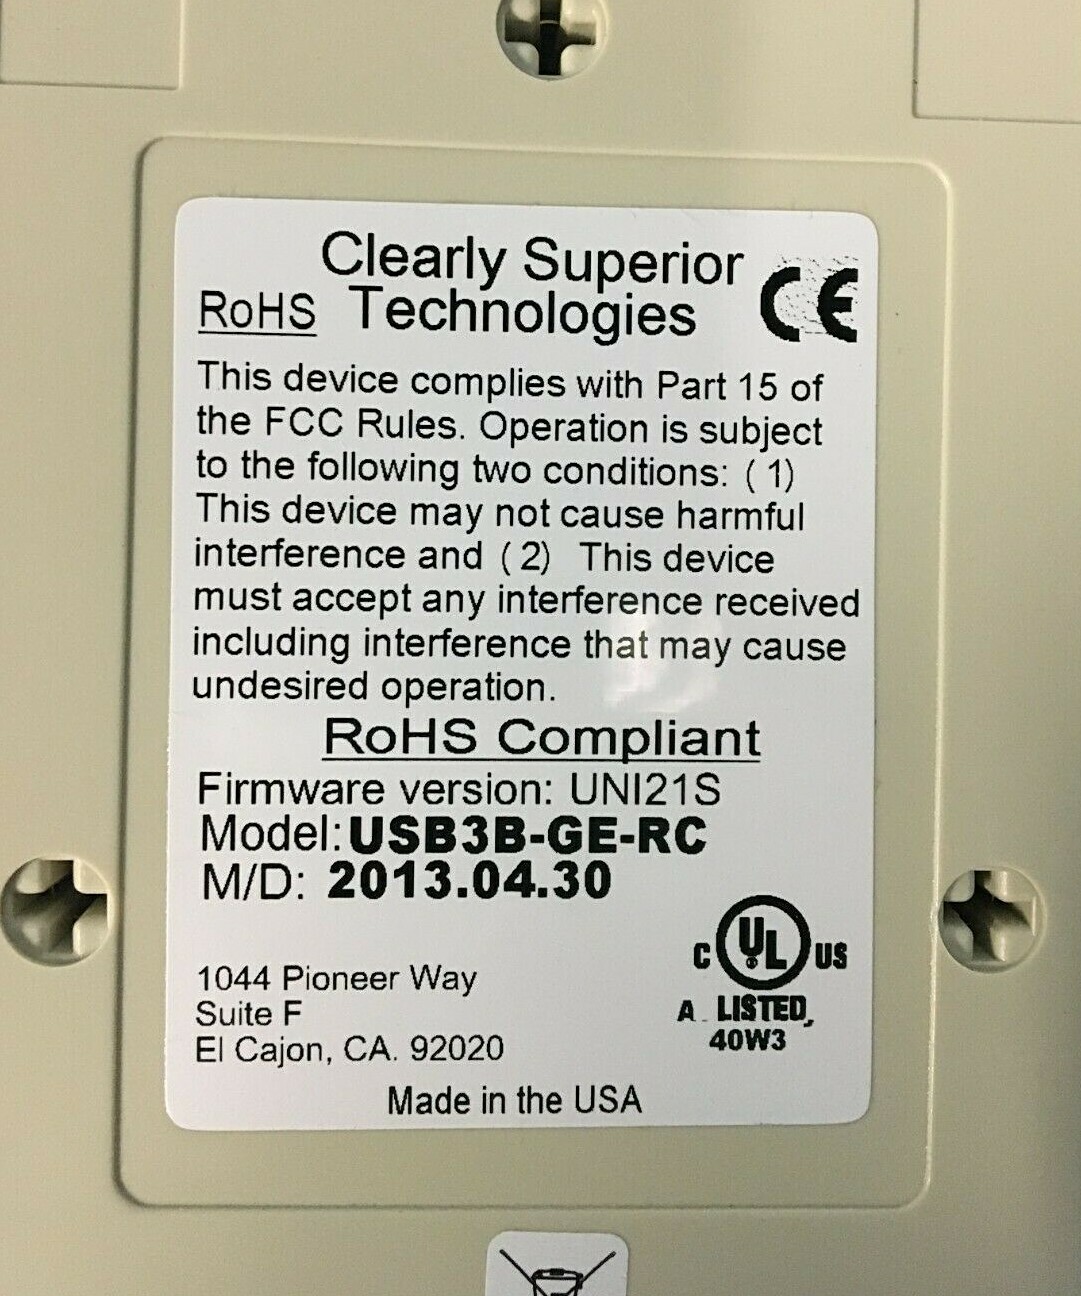 Clearly Superior
RoHS Technologies CE
This device complies with Part 15 of
the FCC Rules. Operation is subject
to the following two conditions: ( 1)
This device may not cause harmful
interference and ( 2) This device
must accept any interference received
including interference that may cause
undesired operation.
RoHS Compliant
Firmware version: UNI21S
Model: USB3B-GE-RC
M/D: 2013.04.30
C UL US
A LISTED
40W3
1044 Pioneer Way
Suite F
El Cajon, CA. 92020
Made in the USA